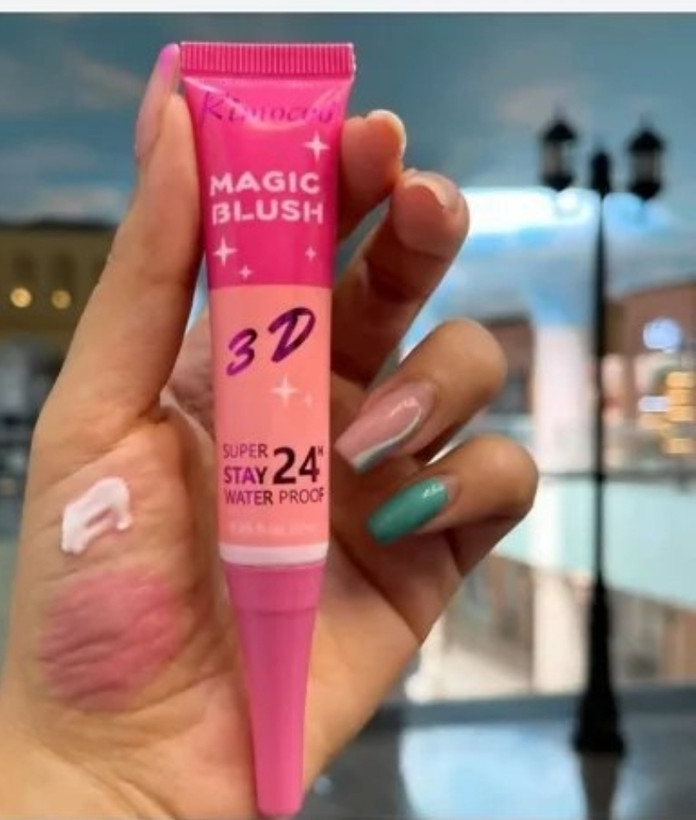 MAGIC
BLUSH
3D
SUPER
STAY 24H
WATER PROOF